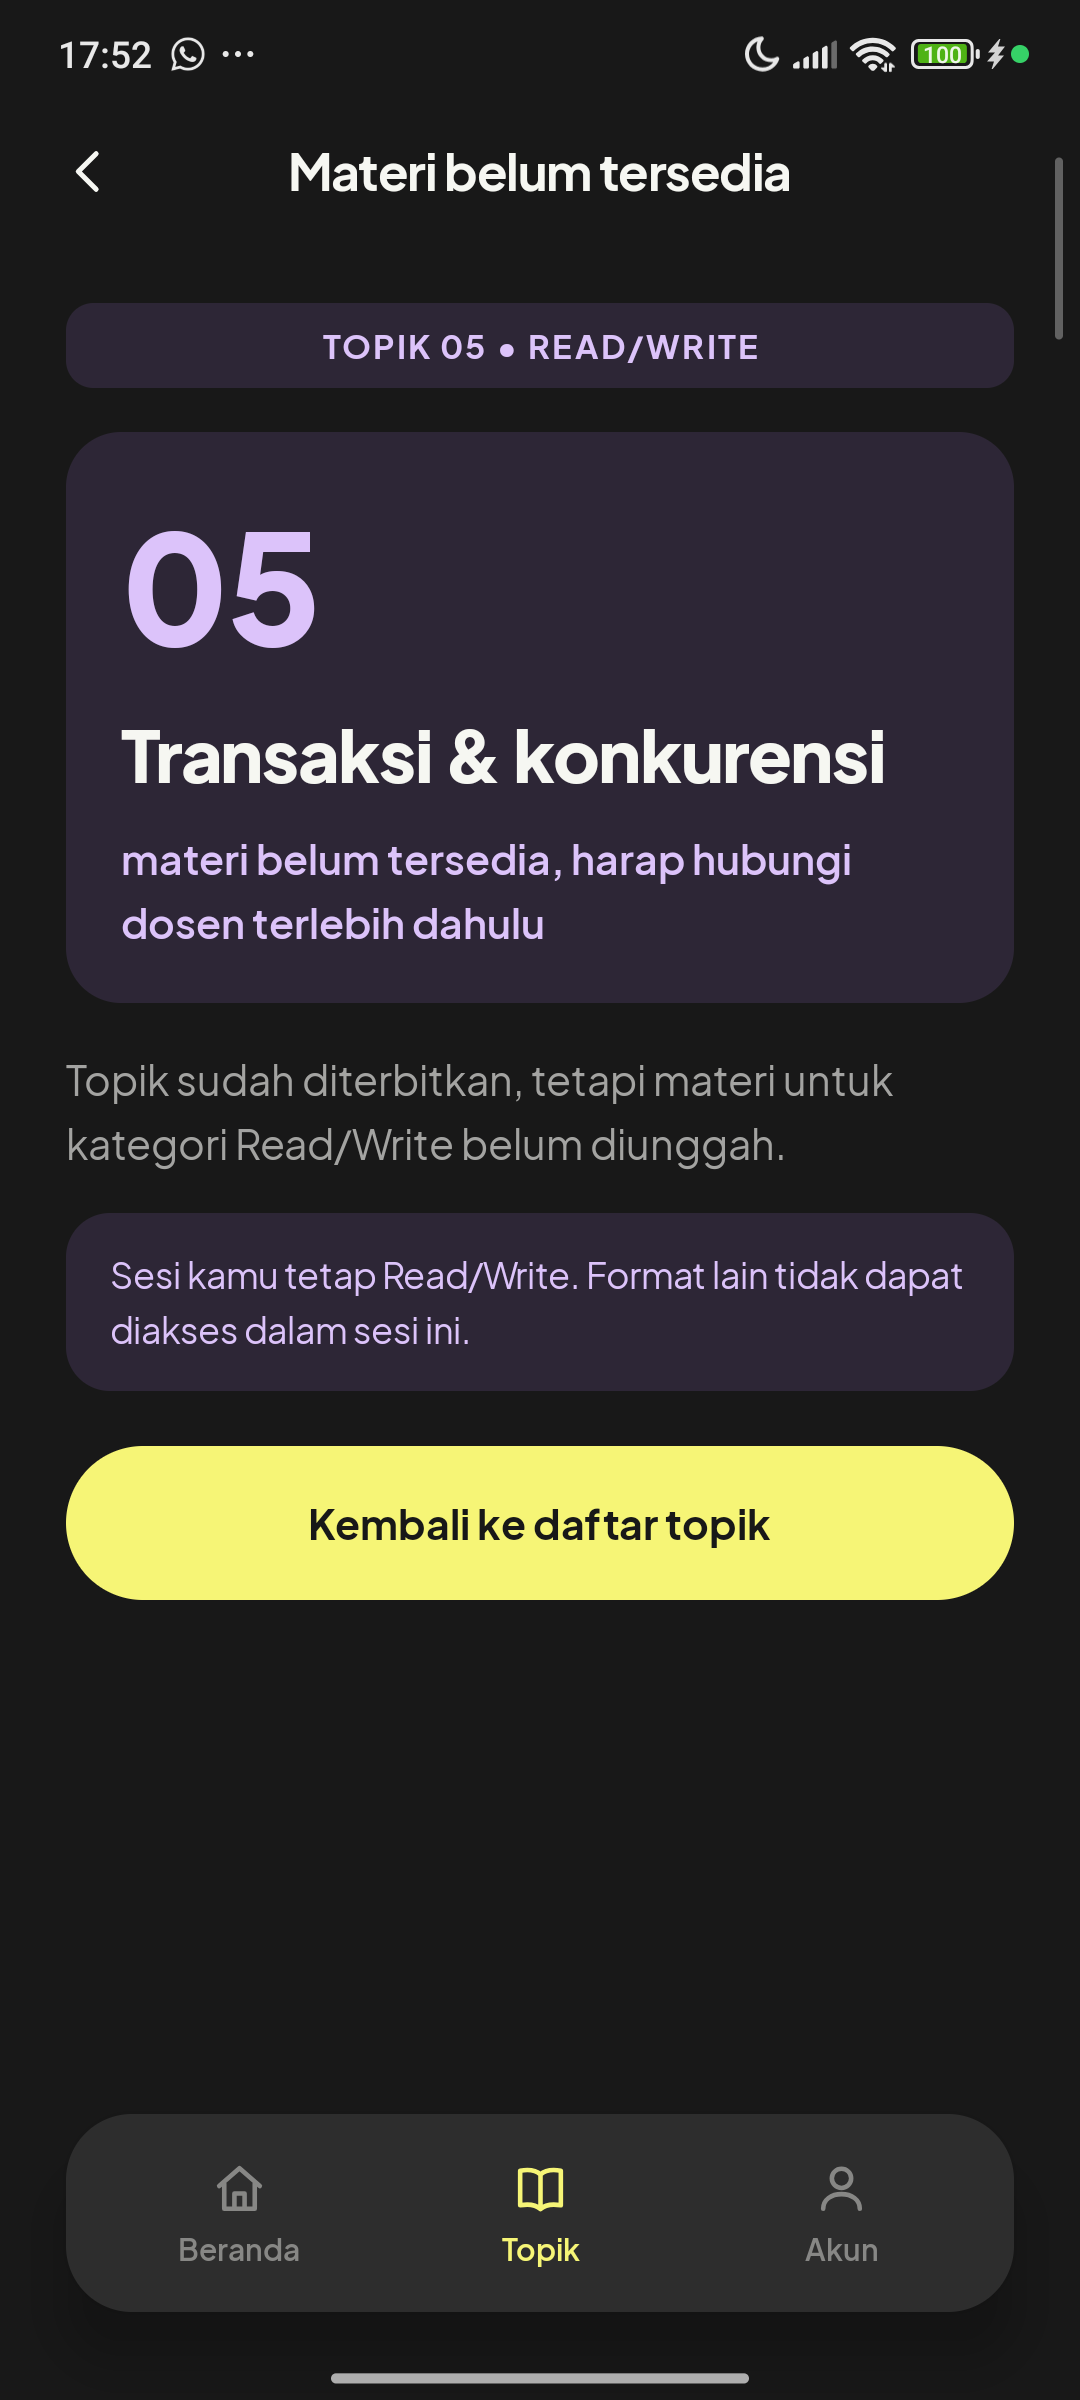 17:52
100
Materi belum tersedia
TOPIK 05 • READ/WRITE
05
Transaksi & konkurensi
materi belum tersedia, harap hubungi
dosen terlebih dahulu
Topik sudah diterbitkan, tetapi materi untuk
kategori Read/Write belum diunggah.
Sesi kamu tetap Read/Write. Format lain tidak dapat
diakses dalam sesi ini.
Kembali ke daftar topik
Beranda
Topik
Akun